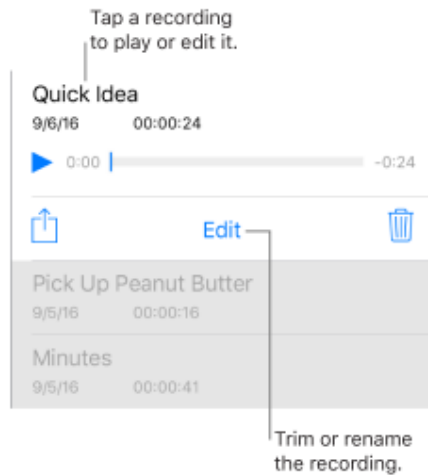 Tap a recording
to play or edit it.
Quick Idea
9/6/16 00:00:24
0:00 -0:24
Edit
Pick Up Peanut Butter
9/5/16 00:00:16
Minutes
9/5/16 00:00:41
Trim or rename
the recording.